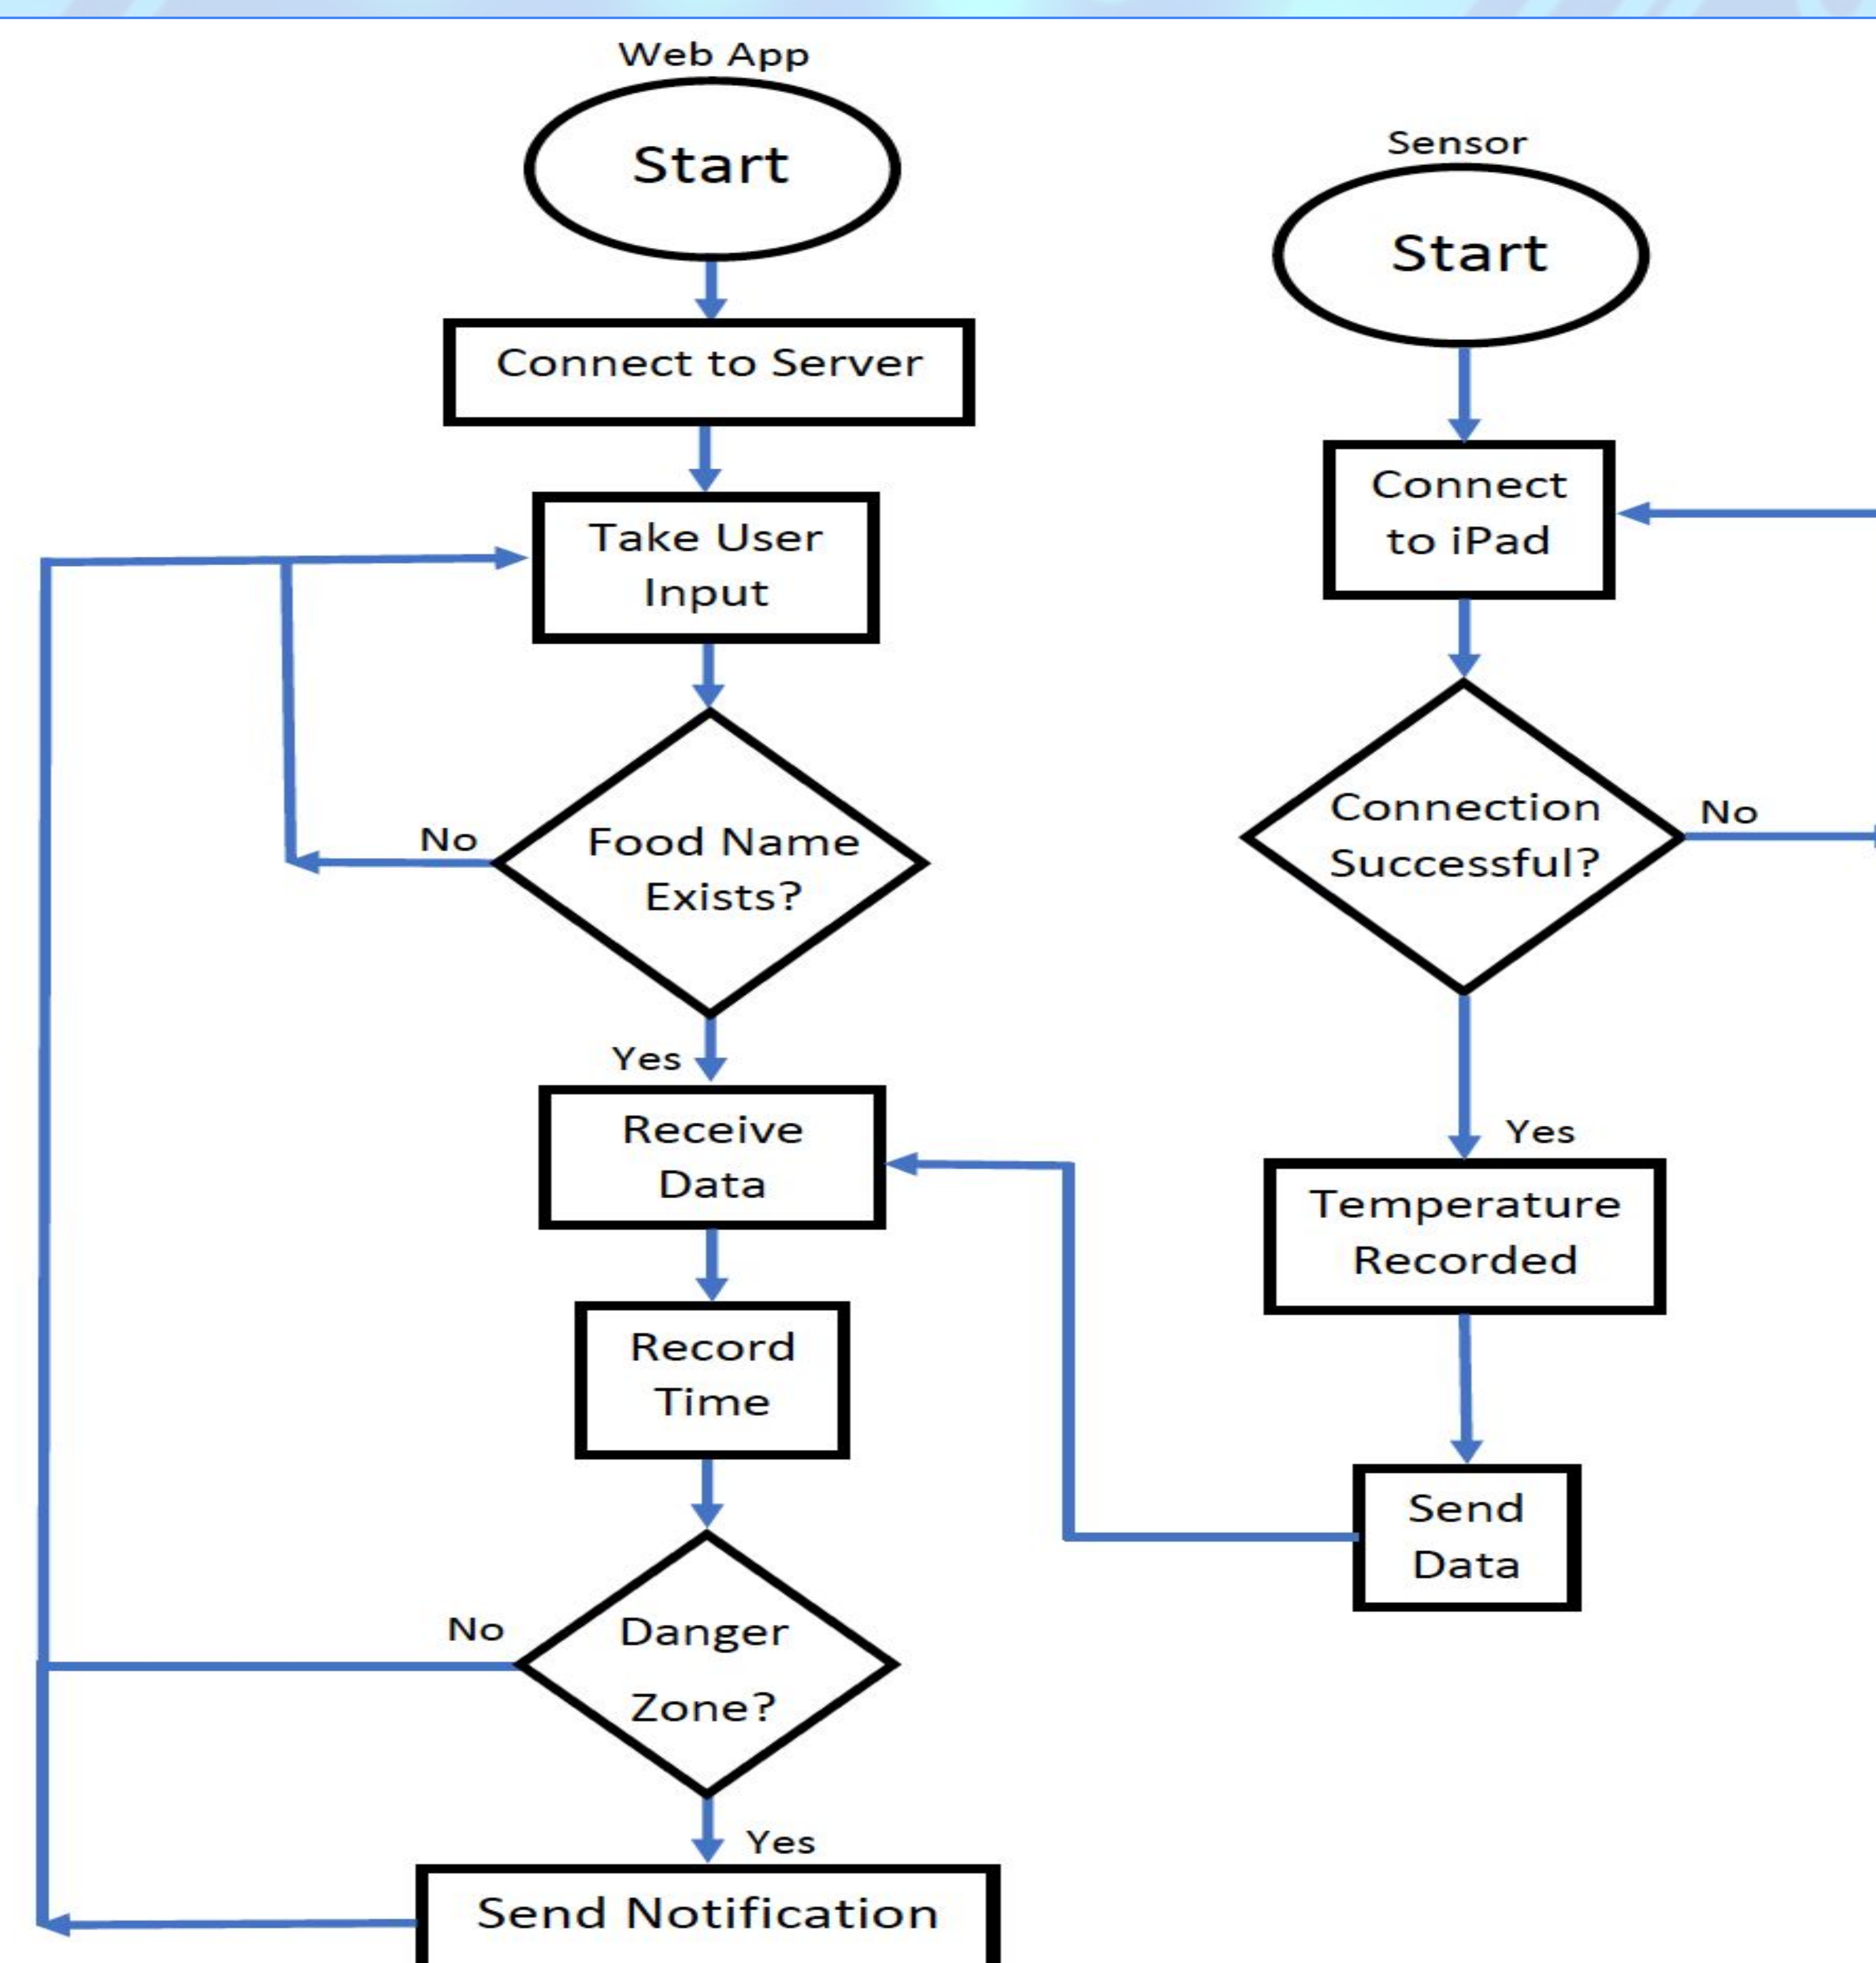 Web App
Start
Connect to Server
Take User
Input
No
Food Name
Exists?
Yes
Receive
Data
Record
Time
No
Danger
Zone?
Yes
Send Notification
Sensor
Start
Connect
to iPad
Connection
Successful?
No
Yes
Temperature
Recorded
Send
Data